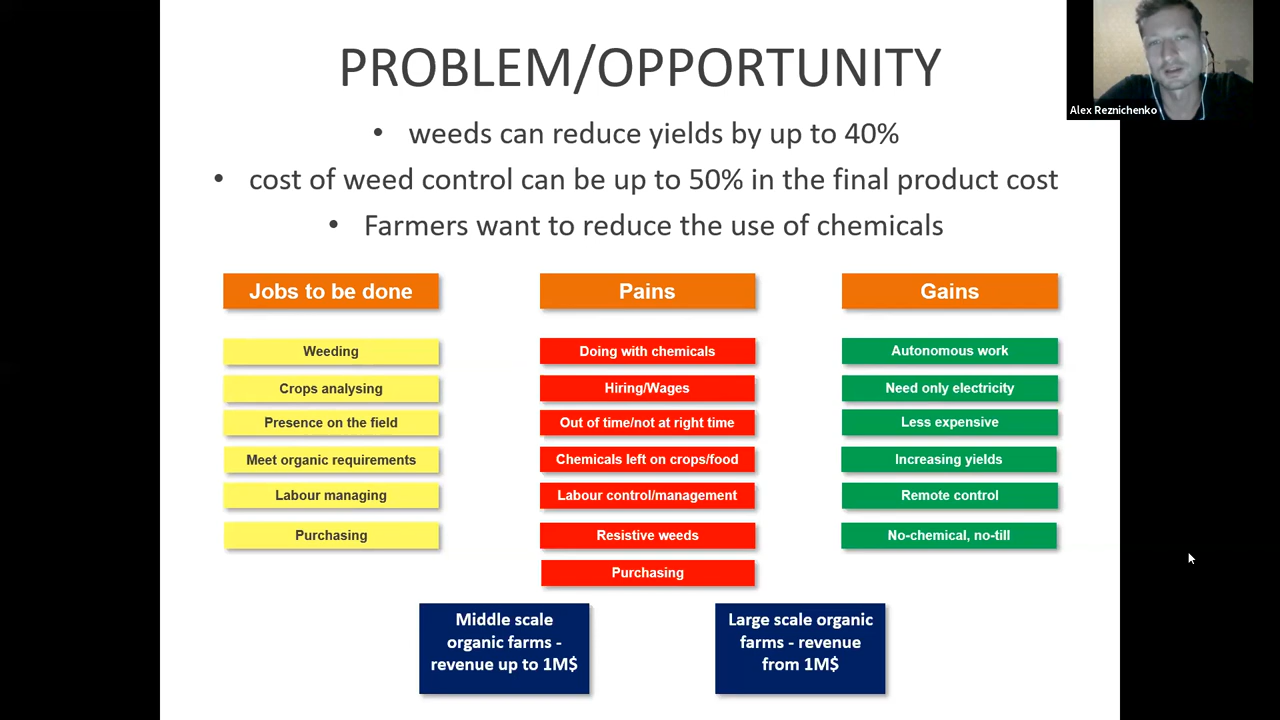 PROBLEM/OPPORTUNITY
Alex Reznichenko
• weeds can reduce yields by up to 40%
• cost of weed control can be up to 50% in the final product cost
• Farmers want to reduce the use of chemicals
Jobs to be done
Weeding
Crops analysing
Presence on the field
Meet organic requirements
Labour managing
Purchasing
Pains
Doing with chemicals
Hiring/Wages
Out of time/not at right time
Chemicals left on crops/food
Labour control/management
Resistive weeds
Purchasing
Gains
Autonomous work
Need only electricity
Less expensive
Increasing yields
Remote control
No-chemical, no-till
Middle scale
organic farms -
revenue up to 1M$
Large scale organic
farms - revenue
from 1M$